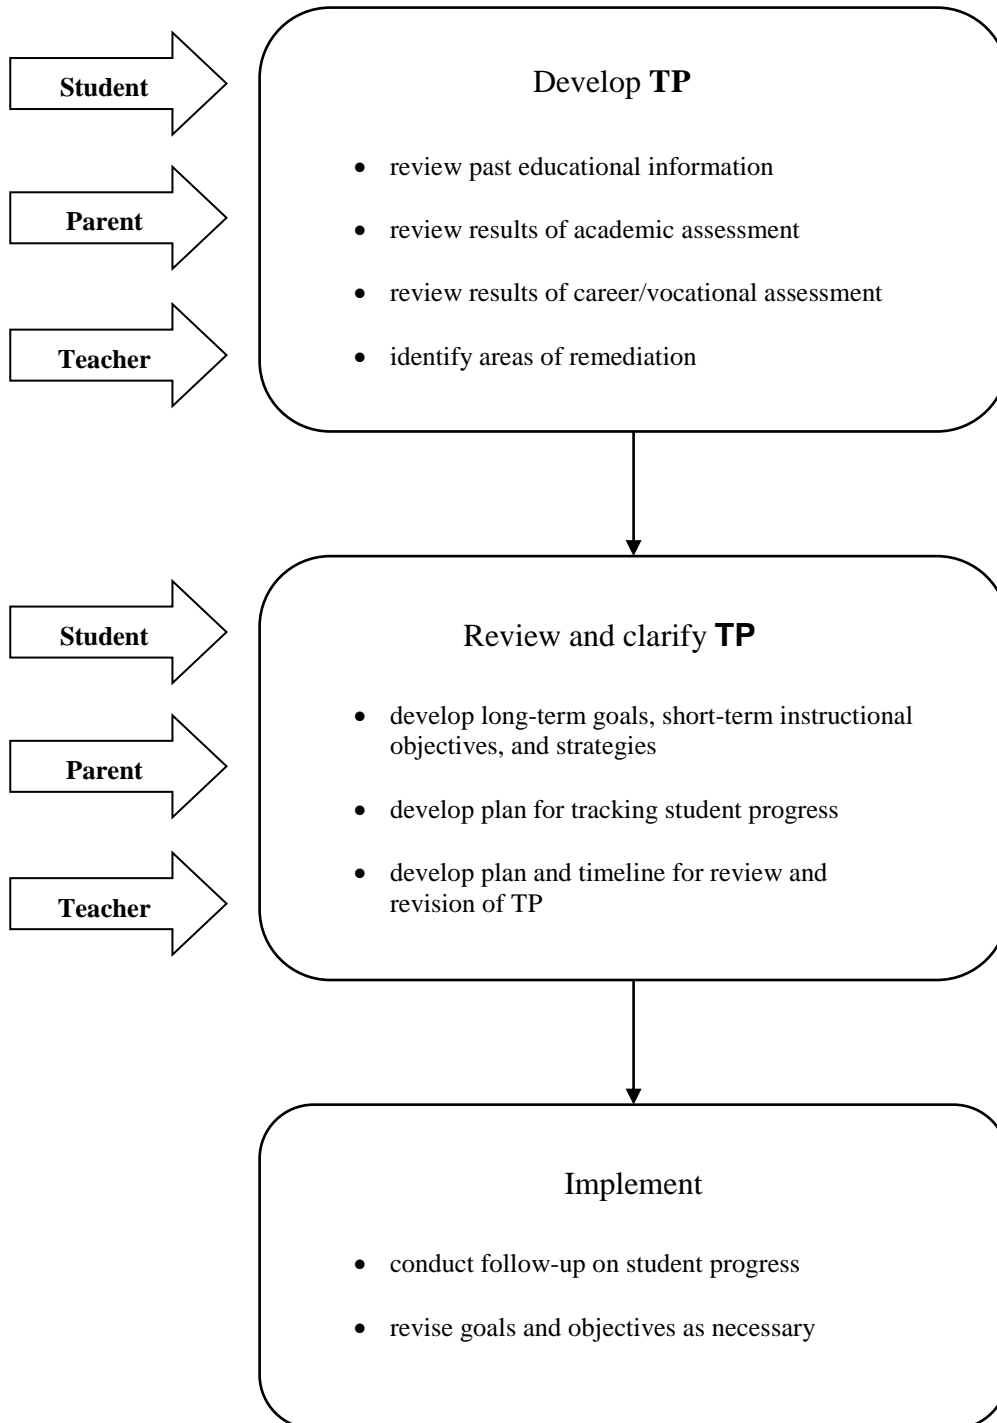 Student
Parent
Teacher
Develop TP
• review past educational information
• review results of academic assessment
• review results of career/vocational assessment
• identify areas of remediation
Student
Parent
Teacher
Review and clarify TP
• develop long-term goals, short-term instructional
objectives, and strategies
• develop plan for tracking student progress
• develop plan and timeline for review and
revision of TP
Implement
• conduct follow-up on student progress
• revise goals and objectives as necessary